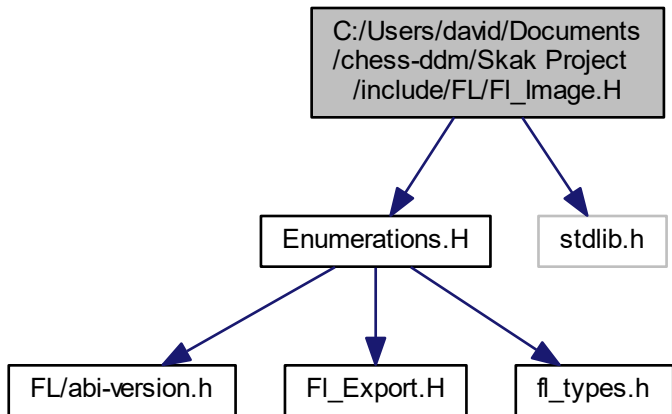 C:/Users/david/Documents
/chess-ddm/Skak Project
/include/FL/Fl_Image.H
Enumerations.H
stdlib.h
FL/abi-version.h
Fl_Export.H
fl_types.h